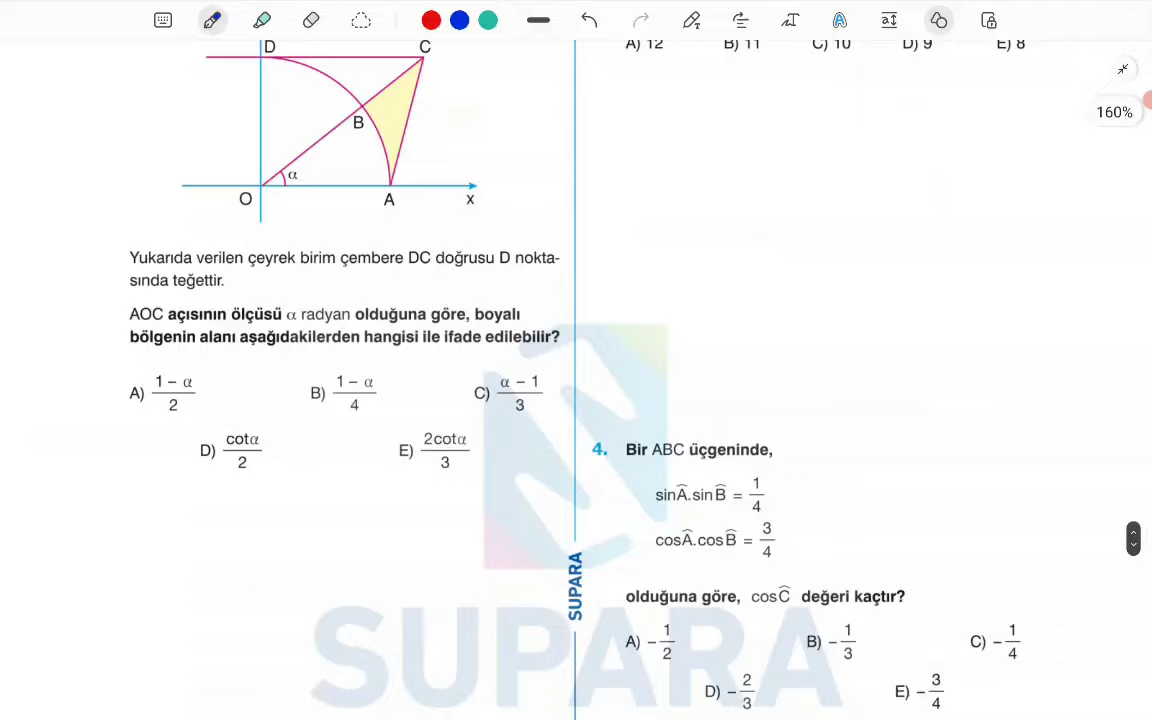 160%
D
C
B
α
O
A
x
Yukarıda verilen çeyrek birim çembere DC doğrusu D nokta-
sında teğettir.
AOC açısının ölçüsü α radyan olduğuna göre, boyalı
bölgenin alanı aşağıdakilerden hangisi ile ifade edilebilir?
A) (1 − α)/2 B) (1 − α)/4 C) (α − 1)/3
D) cotα/2 E) 2cotα/3
A) 12 B) 11 C) 10 D) 9 E) 8
4. Bir ABC üçgeninde,
sinÂ.sinB̂ = 1/4
cosÂ.cosB̂ = 3/4
olduğuna göre, cosĈ değeri kaçtır?
A) −1/2 B) −1/3 C) −1/4
D) −2/3 E) −3/4
SUPARA
SUPARA